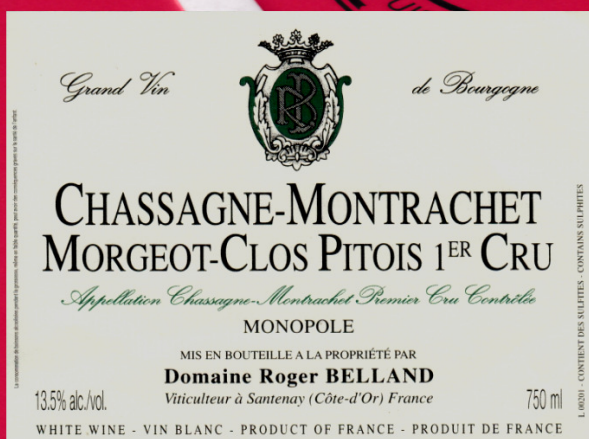 Grand Vin de Bourgogne
CHASSAGNE-MONTRACHET
MORGEOT-CLOS PITOIS 1ER CRU
Appellation Chassagne-Montrachet Premier Cru Contrôlée
MONOPOLE
MIS EN BOUTEILLE A LA PROPRIÉTÉ PAR
Domaine Roger BELLAND
13.5% alc./vol. Viticulteur à Santenay (Côte-d'Or) France 750 ml
WHITE WINE - VIN BLANC - PRODUCT OF FRANCE - PRODUIT DE FRANCE
L 00201 - CONTIENT DES SULFITES - CONTAINS SULPHITES